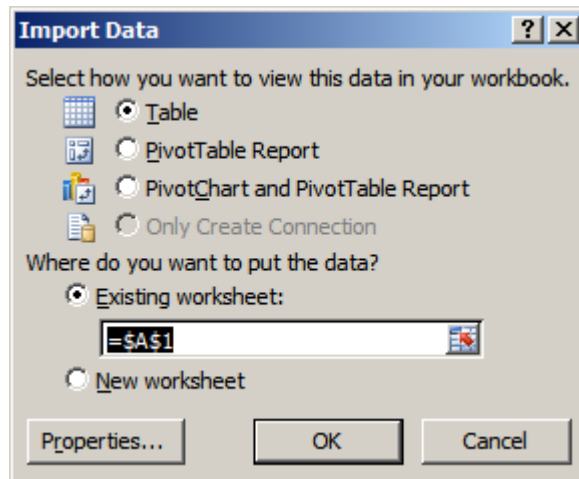 Import Data
Select how you want to view this data in your workbook.
Table
PivotTable Report
PivotChart and PivotTable Report
Only Create Connection
Where do you want to put the data?
Existing worksheet:
=$A$1
New worksheet
Properties... OK Cancel